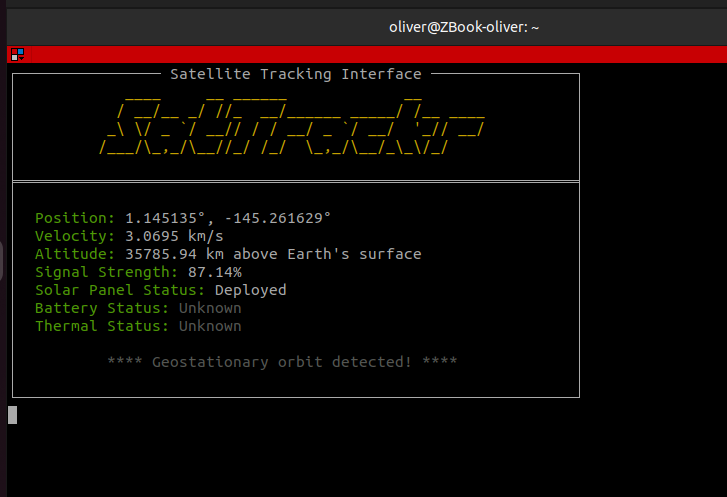 oliver@ZBook-oliver: ~
Satellite Tracking Interface
SatTrackr
Position: 1.145135°, -145.261629°
Velocity: 3.0695 km/s
Altitude: 35785.94 km above Earth's surface
Signal Strength: 87.14%
Solar Panel Status: Deployed
Battery Status: Unknown
Thermal Status: Unknown
**** Geostationary orbit detected! ****